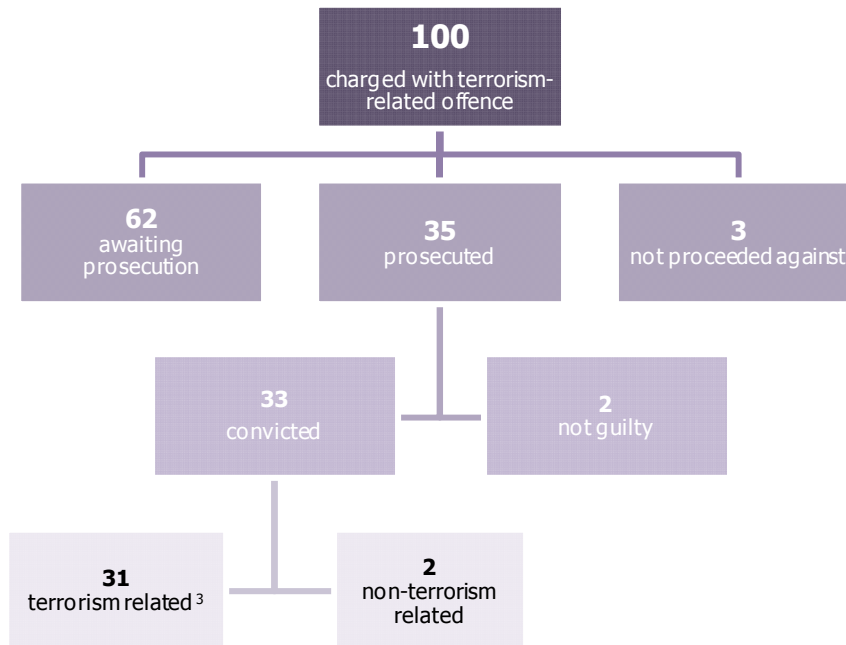 100
charged with terrorism-
related offence
62
awaiting
prosecution
35
prosecuted
3
not proceeded against
33
convicted
2
not guilty
31
terrorism related 3
2
non-terrorism
related